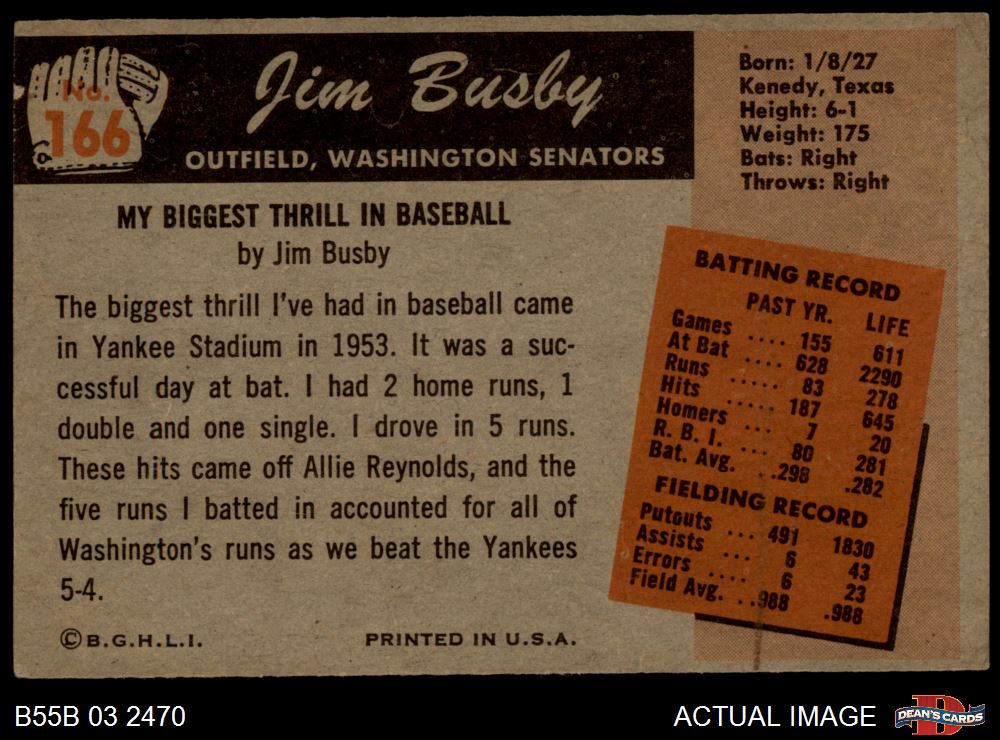 No.
166
Jim Busby
OUTFIELD, WASHINGTON SENATORS
Born: 1/8/27
Kenedy, Texas
Height: 6-1
Weight: 175
Bats: Right
Throws: Right
MY BIGGEST THRILL IN BASEBALL
by Jim Busby
The biggest thrill I've had in baseball came
in Yankee Stadium in 1953. It was a suc-
cessful day at bat. I had 2 home runs, 1
double and one single. I drove in 5 runs.
These hits came off Allie Reynolds, and the
five runs I batted in accounted for all of
Washington's runs as we beat the Yankees
5-4.
© B.G.H.L.I. PRINTED IN U.S.A.
BATTING RECORD
PAST YR. LIFE
Games .... 155 611
At Bat .... 628 2290
Runs ..... 83 278
Hits ..... 187 645
Homers ... 7 20
R. B. I. ... 80 281
Bat. Avg. ..298 .282
FIELDING RECORD
Putouts ... 491 1830
Assists ... 6 43
Errors .... 6 23
Field Avg. ..988 .988
B55B 03 2470 ACTUAL IMAGE
D
DEAN'S CARDS